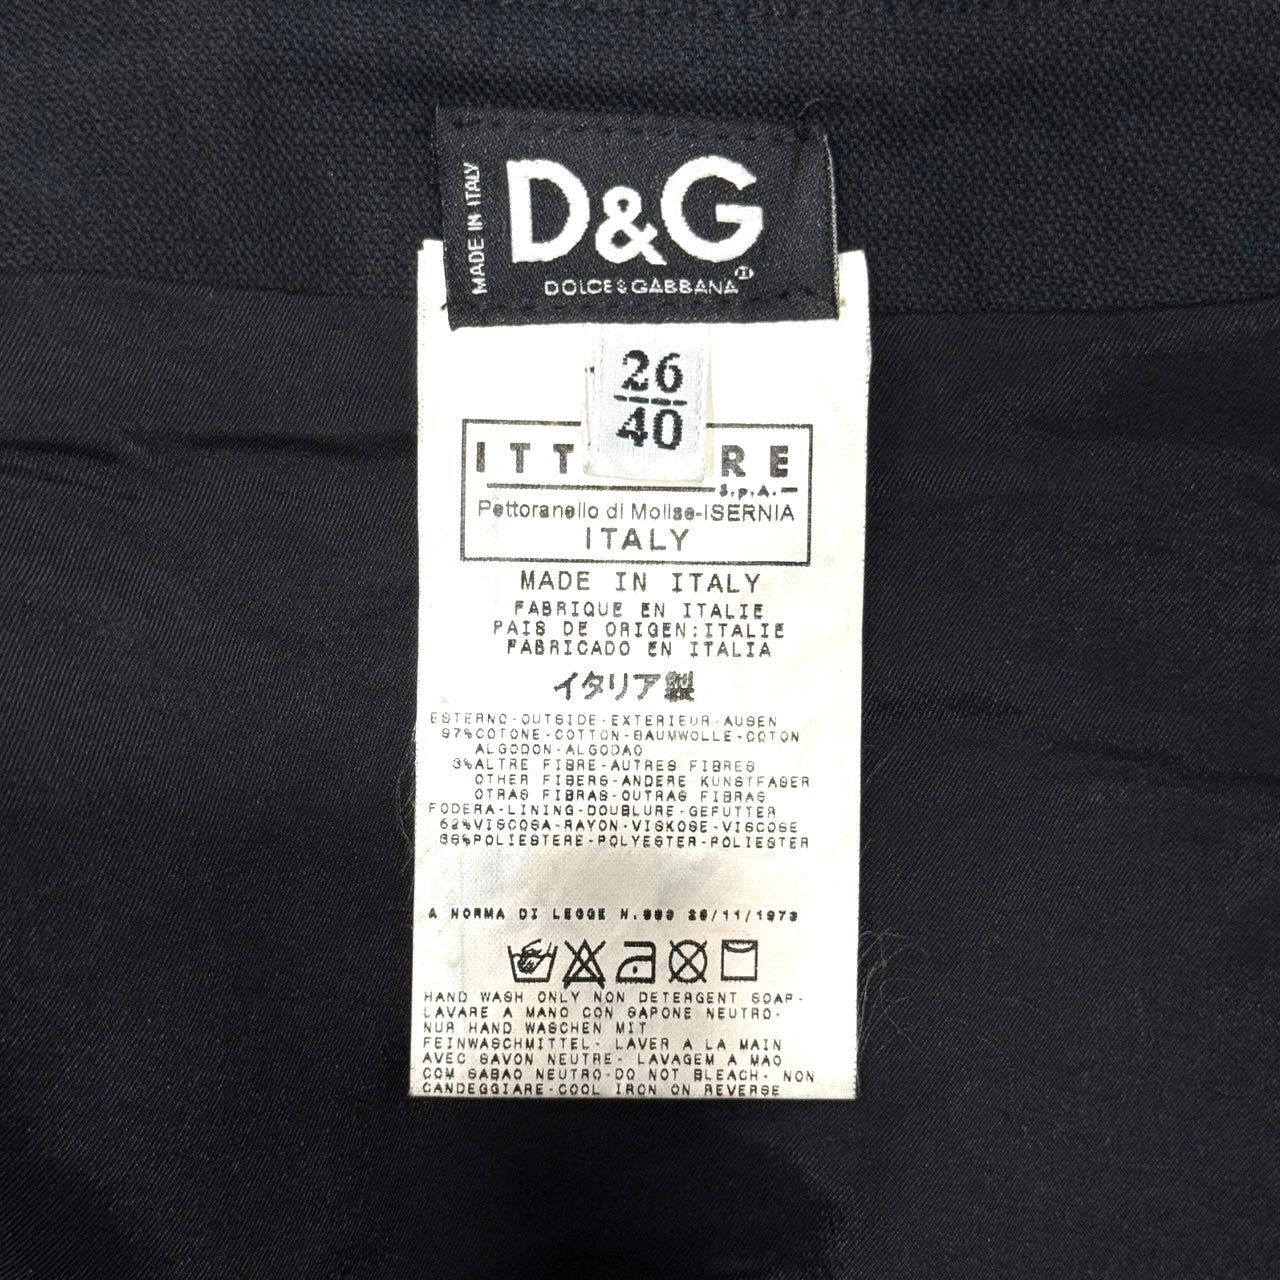 MADE IN ITALY
D&G
DOLCE & GABBANA
26
40
RE
S.p.A.
Pettoranello di Molise-ISERNIA
ITALY
MADE IN ITALY
FABRIQUE EN ITALIE
PAIS DE ORIGEN:ITALIE
FABRICADO EN ITALIA
イタリア製
ESTERNO-OUTSIDE-EXTERIEUR-AUSEN
97%COTONE-COTTON-BAUMWOLLE-COTON
ALGODON-ALGODAO
3%ALTRE FIBRE-AUTRES FIBRES
OTHER FIBERS-ANDERE KUNSTFASER
OTRAS FIBRAS-OUTRAS FIBRAS
FODERA-LINING-DOUBLURE-GEFUTTER
62%VISCOSA-RAYON-VISKOSE-VISCOSE
POLIESTERE-POLYESTER-POLIESTER
A NORMA DI LEGGE 26/11/1973
HAND WASH ONLY NON DETERGENT SOAP-
LAVARE A MANO CON SAPONE NEUTRO-
NUR HAND WASCHEN MIT
FEINWASCHMITTEL- LAVER A LA MAIN
AVEC SAVON NEUTRE- LAVAGEM A MAO
COM SABAO NEUTRO-DO NOT BLEACH- NON
CANDEGGIARE-COOL IRON ON REVERSE